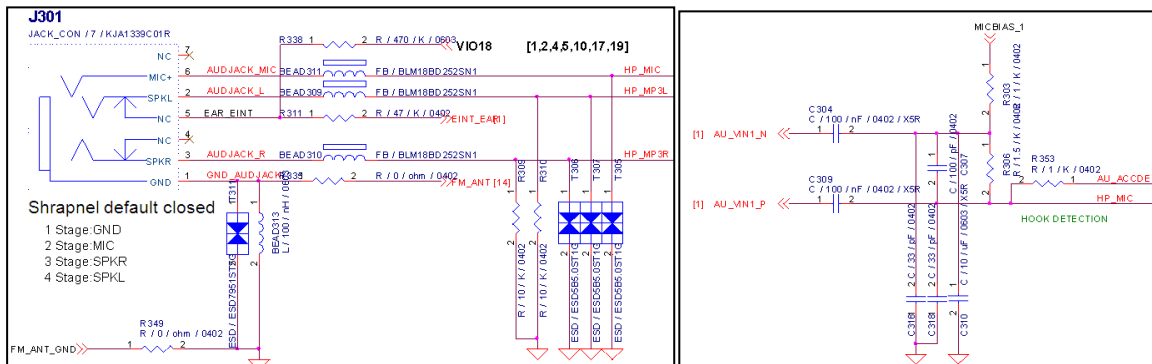 J301
JACK_CON / 7 / KJA1339C01R
7
NC
6
MIC+
AUDJACK_MIC
2
SPKL
AUDJACK_L
5
NC
EAR_EINT
4
NC
3
SPKR
AUDJACK_R
1
GND
GND_AUDJACK
R338 1 2 R / 470 / K / 0603
VIO18 [1,2,4,5,10,17,19]
BEAD311 FB / BLM18BD252SN1 HP_MIC
BEAD309 FB / BLM18BD252SN1 HP_MP3L
R311 1 2 R / 47 / K / 0402 EINT_EAR
BEAD310 FB / BLM18BD252SN1 HP_MP3R
1 2 R / 0 / ohm / 0402
FM_ANT [14]
Shrapnel default closed
1 Stage:GND
2 Stage:MIC
3 Stage:SPKR
4 Stage:SPKL
T311
BEAD313
L / 100 / nH / 0603
R309
R310
T306
T307
T305
R / 10 / K / 0402
R / 10 / K / 0402
ESD / ESD5B5.0ST1G
ESD / ESD5B5.0ST1G
R349
R / 0 / ohm / 0402
FM_ANT_GND 1 2
MICBIAS_1
R303
R / 1 / K / 0402
C304
C / 100 / nF / 0402 / X5R
[1] AU_VIN1_N 1 2
R306
R / 1.5 / K / 0402
C / 100 / pF / 0402
C307
R353
R / 1 / K / 0402
AU_ACCDE
C309
C / 100 / nF / 0402 / X5R
[1] AU_VIN1_P 1 2
HP_MIC
HOOK DETECTION
C / 33 / pF / 0402
C / 33 / pF / 0402
C / 10 / uF / 0603 / X5R
C310